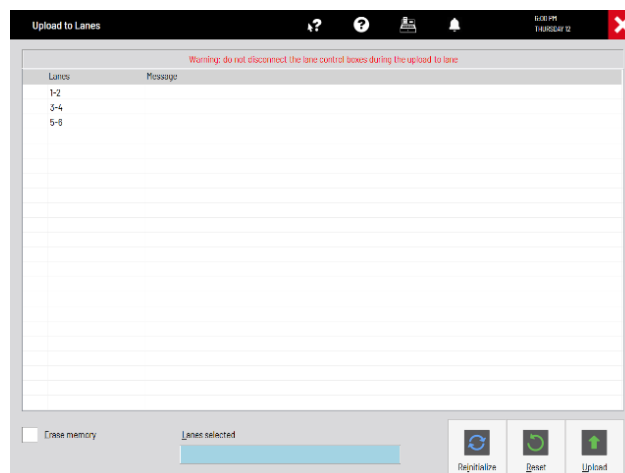 Upload to Lanes
6:00 PM
THURSDAY 12
Warning: do not disconnect the lane control boxes during the upload to lane
Lanes Message
1-2
3-4
5-6
Erase memory
Lanes selected
Reinitialize
Reset
Upload